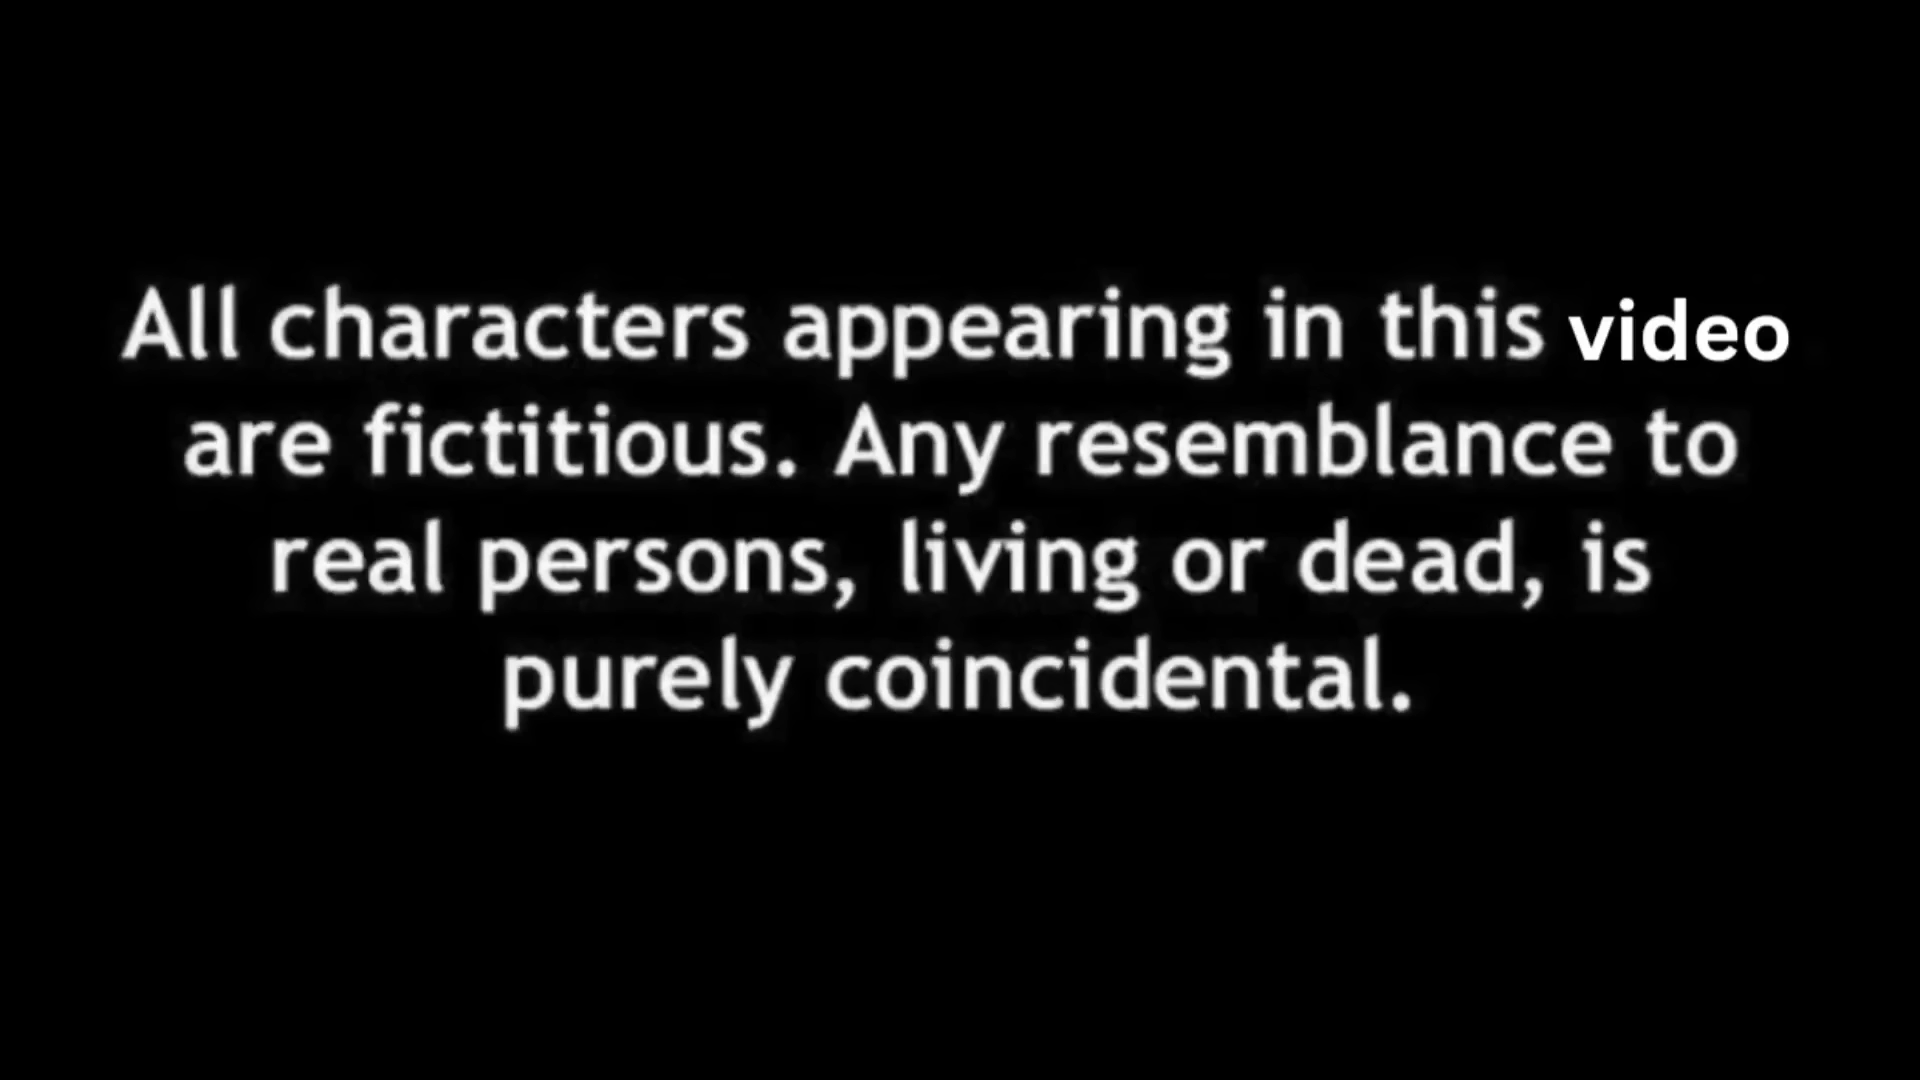 All characters appearing in this video
are fictitious. Any resemblance to
real persons, living or dead, is
purely coincidental.